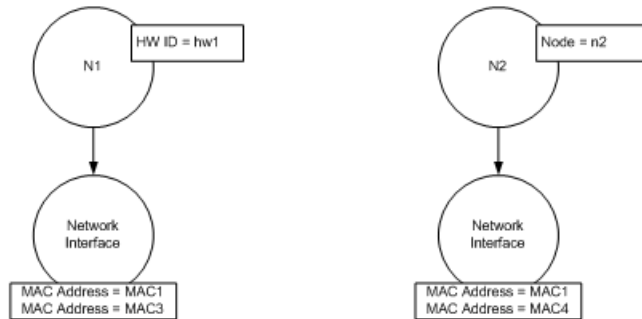 N1
HW ID = hw1
Network
Interface
MAC Address = MAC1
MAC Address = MAC3
N2
Node = n2
Network
Interface
MAC Address = MAC1
MAC Address = MAC4